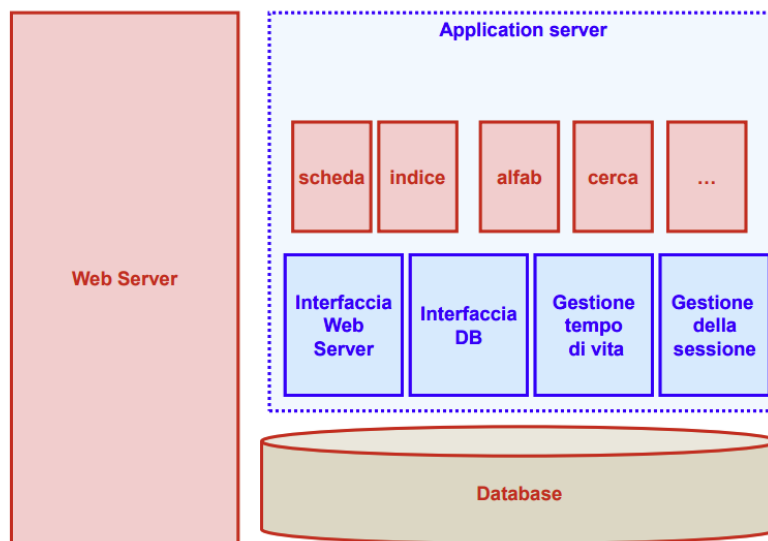 Application server
scheda
indice
alfab
cerca
...
Web Server
Interfaccia
Web
Server
Interfaccia
DB
Gestione
tempo
di vita
Gestione
della
sessione
Database